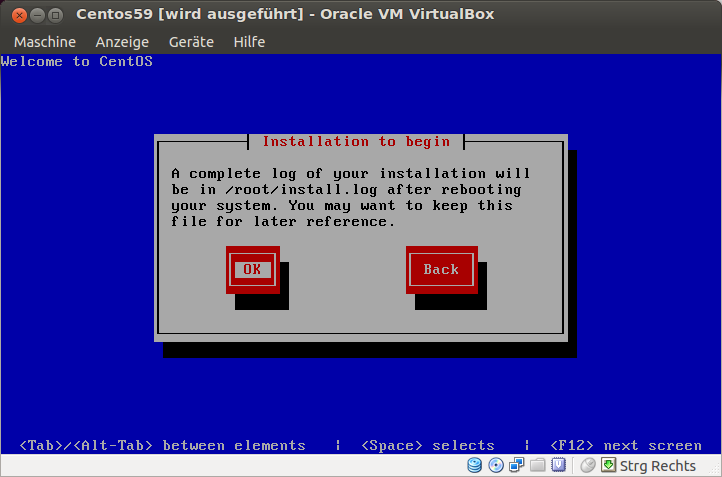 Centos59 [wird ausgeführt] - Oracle VM VirtualBox
Maschine Anzeige Geräte Hilfe
Welcome to CentOS
Installation to begin
A complete log of your installation will
be in /root/install.log after rebooting
your system. You may want to keep this
file for later reference.
OK Back
<Tab>/<Alt-Tab> between elements | <Space> selects | <F12> next screen
Strg Rechts